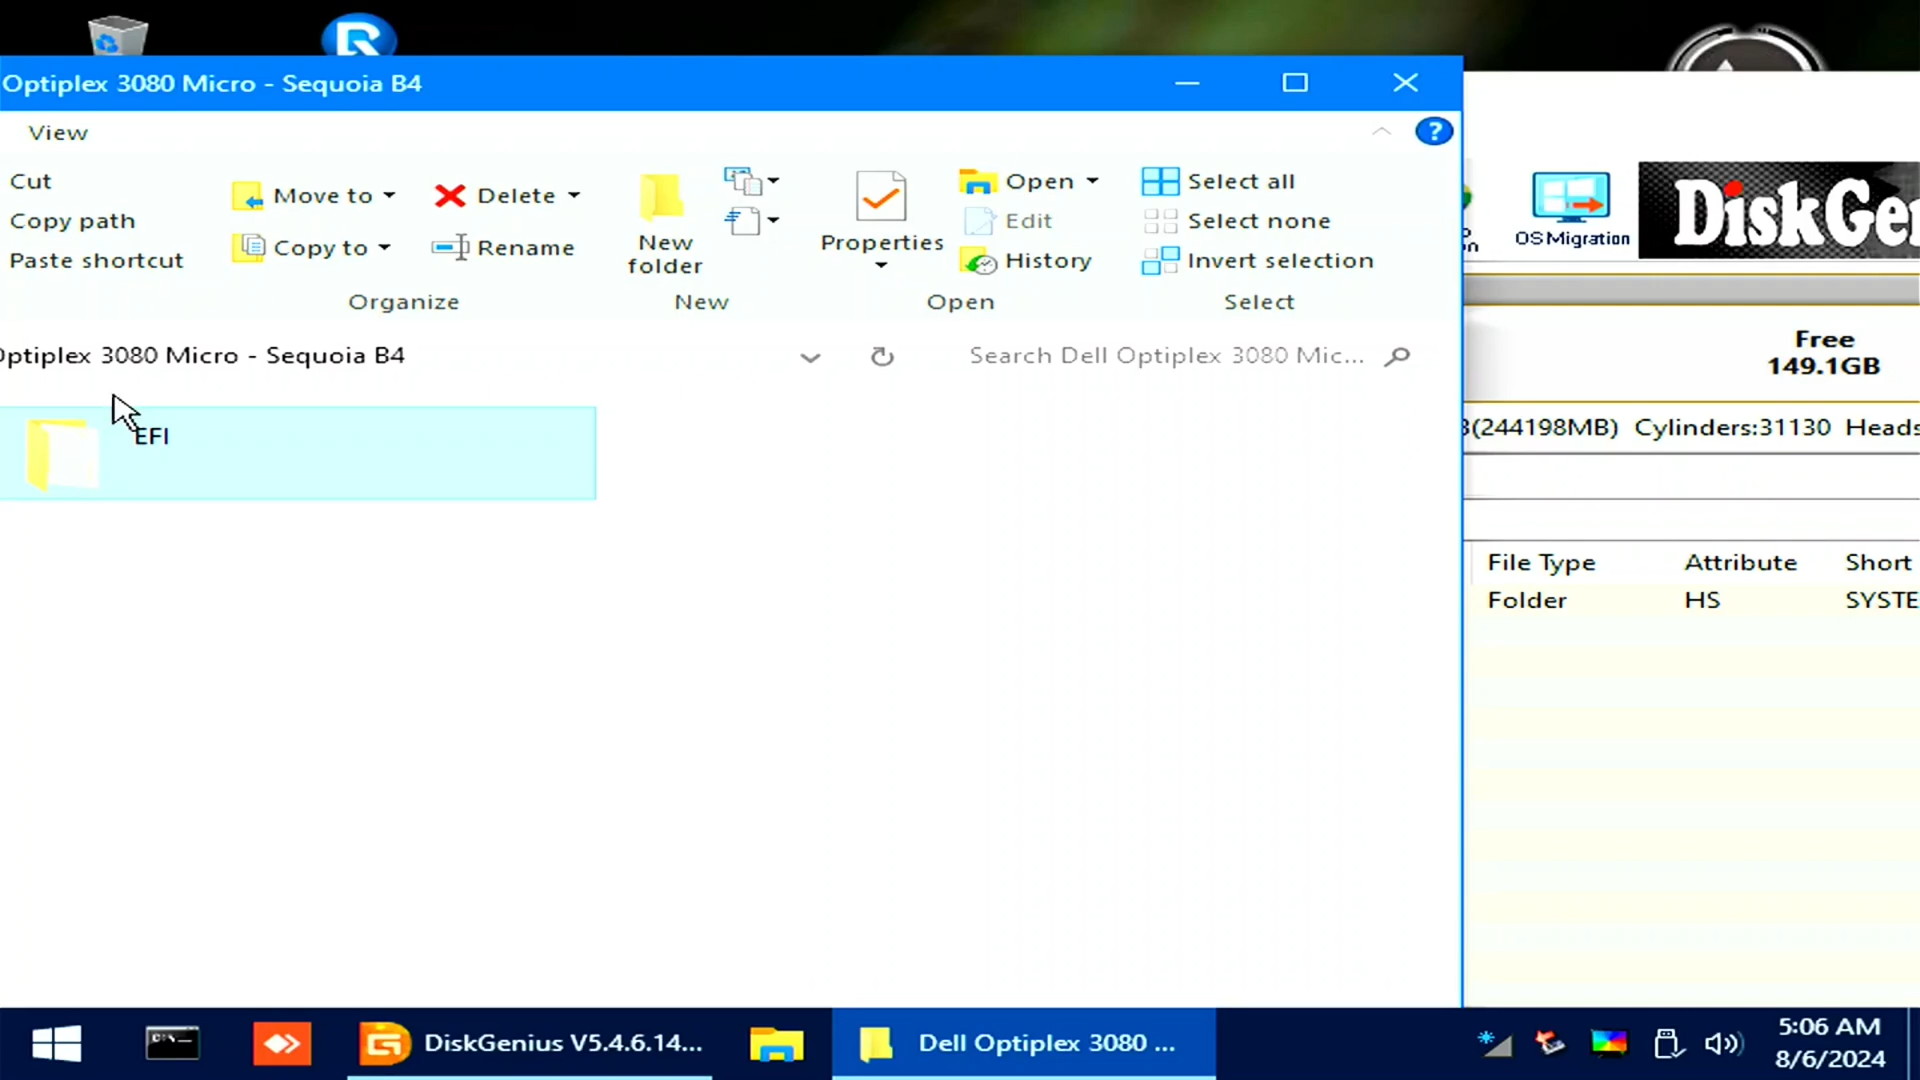 Optiplex 3080 Micro - Sequoia B4
View
?
Cut
Copy path
Paste shortcut
Move to
Copy to
Delete
Rename
Organize
New
folder
New
Properties
Open
Edit
History
Open
Select all
Select none
Invert selection
Select
Optiplex 3080 Micro - Sequoia B4
Search Dell Optiplex 3080 Mic...
EFI
OS Migration
DiskGe
Free
149.1GB
(244198MB) Cylinders:31130 Heads
File Type Attribute Short
Folder HS SYSTE
DiskGenius V5.4.6.14...
Dell Optiplex 3080 ...
5:06 AM
8/6/2024